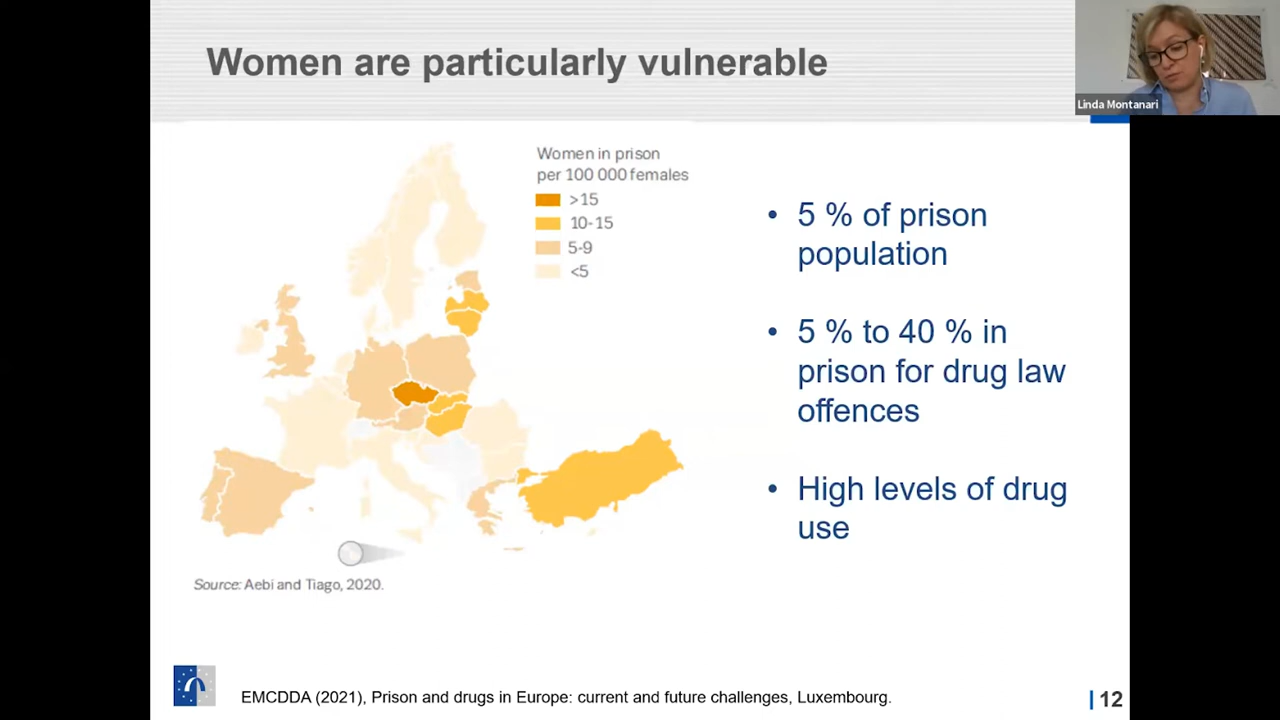 Women are particularly vulnerable
Linda Montanari
Women in prison
per 100 000 females
>15
10-15
5-9
<5
• 5 % of prison
population
• 5 % to 40 % in
prison for drug law
offences
• High levels of drug
use
Source: Aebi and Tiago, 2020.
EMCDDA (2021), Prison and drugs in Europe: current and future challenges, Luxembourg.
| 12